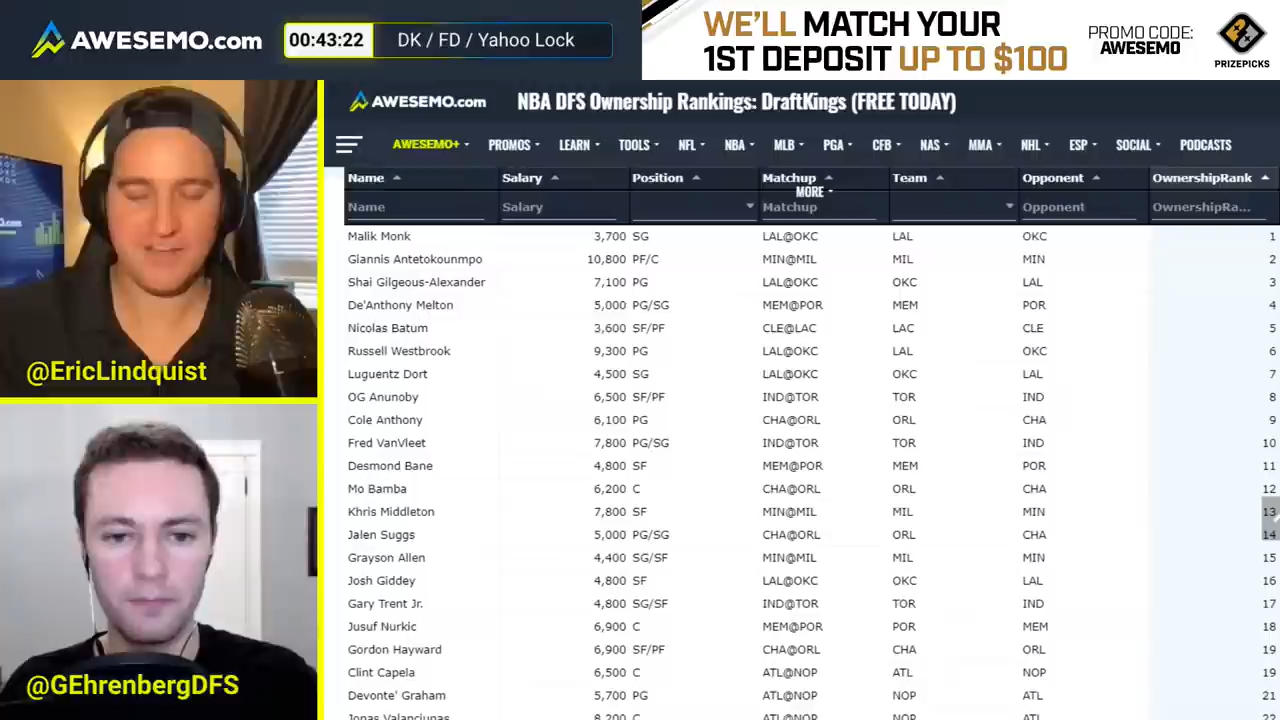 AWESEMO.com
00:43:22
DK / FD / Yahoo Lock
WE'LL MATCH YOUR
1ST DEPOSIT UP TO $100
PROMO CODE:
AWESEMO
PRIZEPICKS
AWESEMO.com
NBA DFS Ownership Rankings: DraftKings (FREE TODAY)
AWESEMO+ PROMOS LEARN TOOLS NFL NBA MLB PGA CFB NAS MMA NHL ESP SOCIAL PODCASTS
MORE
Name Salary Position Matchup Team Opponent OwnershipRank
Name Salary Matchup Opponent OwnershipRa...
Malik Monk 3,700 SG LAL@OKC LAL OKC 1
Giannis Antetokounmpo 10,800 PF/C MIN@MIL MIL MIN 2
Shai Gilgeous-Alexander 7,100 PG LAL@OKC OKC LAL 3
De'Anthony Melton 5,000 PG/SG MEM@POR MEM POR 4
Nicolas Batum 3,600 SF/PF CLE@LAC LAC CLE 5
Russell Westbrook 9,300 PG LAL@OKC LAL OKC 6
Luguentz Dort 4,500 SG LAL@OKC OKC LAL 7
OG Anunoby 6,500 SF/PF IND@TOR TOR IND 8
Cole Anthony 6,100 PG CHA@ORL ORL CHA 9
Fred VanVleet 7,800 PG/SG IND@TOR TOR IND 10
Desmond Bane 4,800 SF MEM@POR MEM POR 11
Mo Bamba 6,200 C CHA@ORL ORL CHA 12
Khris Middleton 7,800 SF MIN@MIL MIL MIN 13
Jalen Suggs 5,000 PG/SG CHA@ORL ORL CHA 14
Grayson Allen 4,400 SG/SF MIN@MIL MIL MIN 15
Josh Giddey 4,800 SF LAL@OKC OKC LAL 16
Gary Trent Jr. 4,800 SG/SF IND@TOR TOR IND 17
Jusuf Nurkic 6,900 C MEM@POR POR MEM 18
Gordon Hayward 6,900 SF/PF CHA@ORL CHA ORL 19
Clint Capela 6,500 C ATL@NOP ATL NOP 19
Devonte' Graham 5,700 PG ATL@NOP NOP ATL 21
Jonas Valanciunas 8,200 C ATL@NOP NOP ATL
@EricLindquist
@GEhrenbergDFS